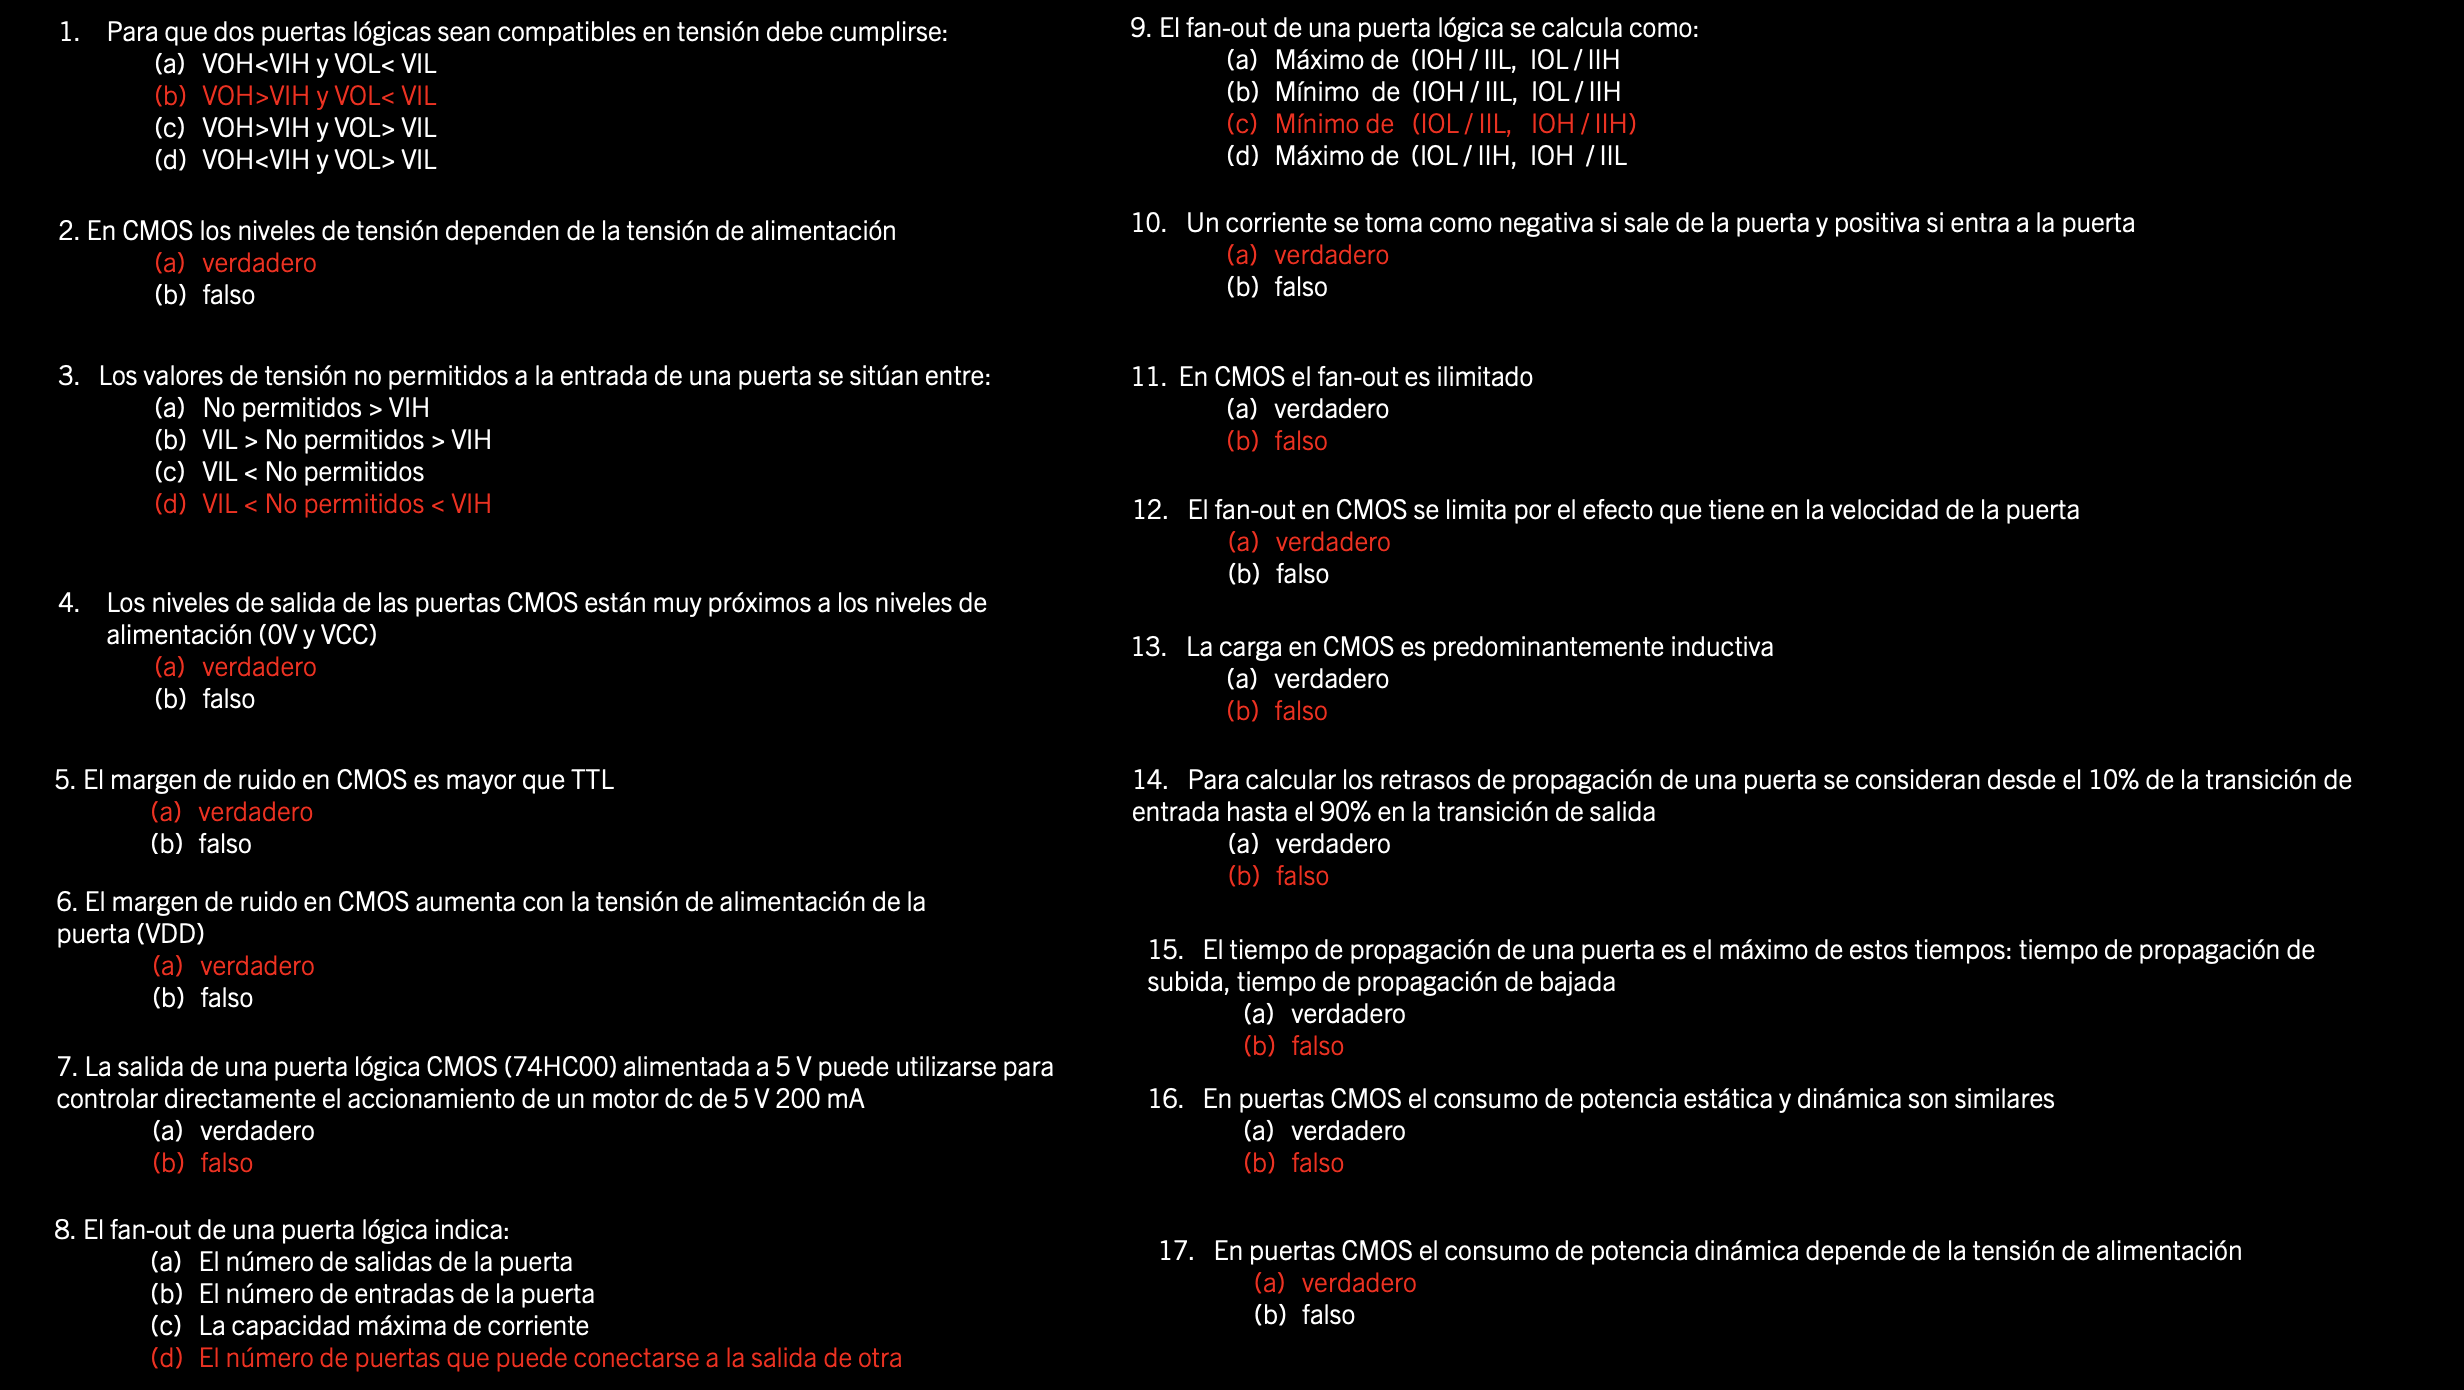 1. Para que dos puertas lógicas sean compatibles en tensión debe cumplirse:
(a) VOH<VIH y VOL< VIL
(b) VOH>VIH y VOL< VIL
(c) VOH>VIH y VOL> VIL
(d) VOH<VIH y VOL> VIL
2. En CMOS los niveles de tensión dependen de la tensión de alimentación
(a) verdadero
(b) falso
3. Los valores de tensión no permitidos a la entrada de una puerta se sitúan entre:
(a) No permitidos > VIH
(b) VIL > No permitidos > VIH
(c) VIL < No permitidos
(d) VIL < No permitidos < VIH
4. Los niveles de salida de las puertas CMOS están muy próximos a los niveles de
alimentación (0V y VCC)
(a) verdadero
(b) falso
5. El margen de ruido en CMOS es mayor que TTL
(a) verdadero
(b) falso
6. El margen de ruido en CMOS aumenta con la tensión de alimentación de la
puerta (VDD)
(a) verdadero
(b) falso
7. La salida de una puerta lógica CMOS (74HC00) alimentada a 5 V puede utilizarse para
controlar directamente el accionamiento de un motor dc de 5 V 200 mA
(a) verdadero
(b) falso
8. El fan-out de una puerta lógica indica:
(a) El número de salidas de la puerta
(b) El número de entradas de la puerta
(c) La capacidad máxima de corriente
(d) El número de puertas que puede conectarse a la salida de otra
9. El fan-out de una puerta lógica se calcula como:
(a) Máximo de (IOH / IIL, IOL / IIH
(b) Mínimo de (IOH / IIL, IOL / IIH
(c) Mínimo de (IOL / IIL, IOH / IIH)
(d) Máximo de (IOL / IIH, IOH / IIL
10. Un corriente se toma como negativa si sale de la puerta y positiva si entra a la puerta
(a) verdadero
(b) falso
11. En CMOS el fan-out es ilimitado
(a) verdadero
(b) falso
12. El fan-out en CMOS se limita por el efecto que tiene en la velocidad de la puerta
(a) verdadero
(b) falso
13. La carga en CMOS es predominantemente inductiva
(a) verdadero
(b) falso
14. Para calcular los retrasos de propagación de una puerta se consideran desde el 10% de la transición de
entrada hasta el 90% en la transición de salida
(a) verdadero
(b) falso
15. El tiempo de propagación de una puerta es el máximo de estos tiempos: tiempo de propagación de
subida, tiempo de propagación de bajada
(a) verdadero
(b) falso
16. En puertas CMOS el consumo de potencia estática y dinámica son similares
(a) verdadero
(b) falso
17. En puertas CMOS el consumo de potencia dinámica depende de la tensión de alimentación
(a) verdadero
(b) falso